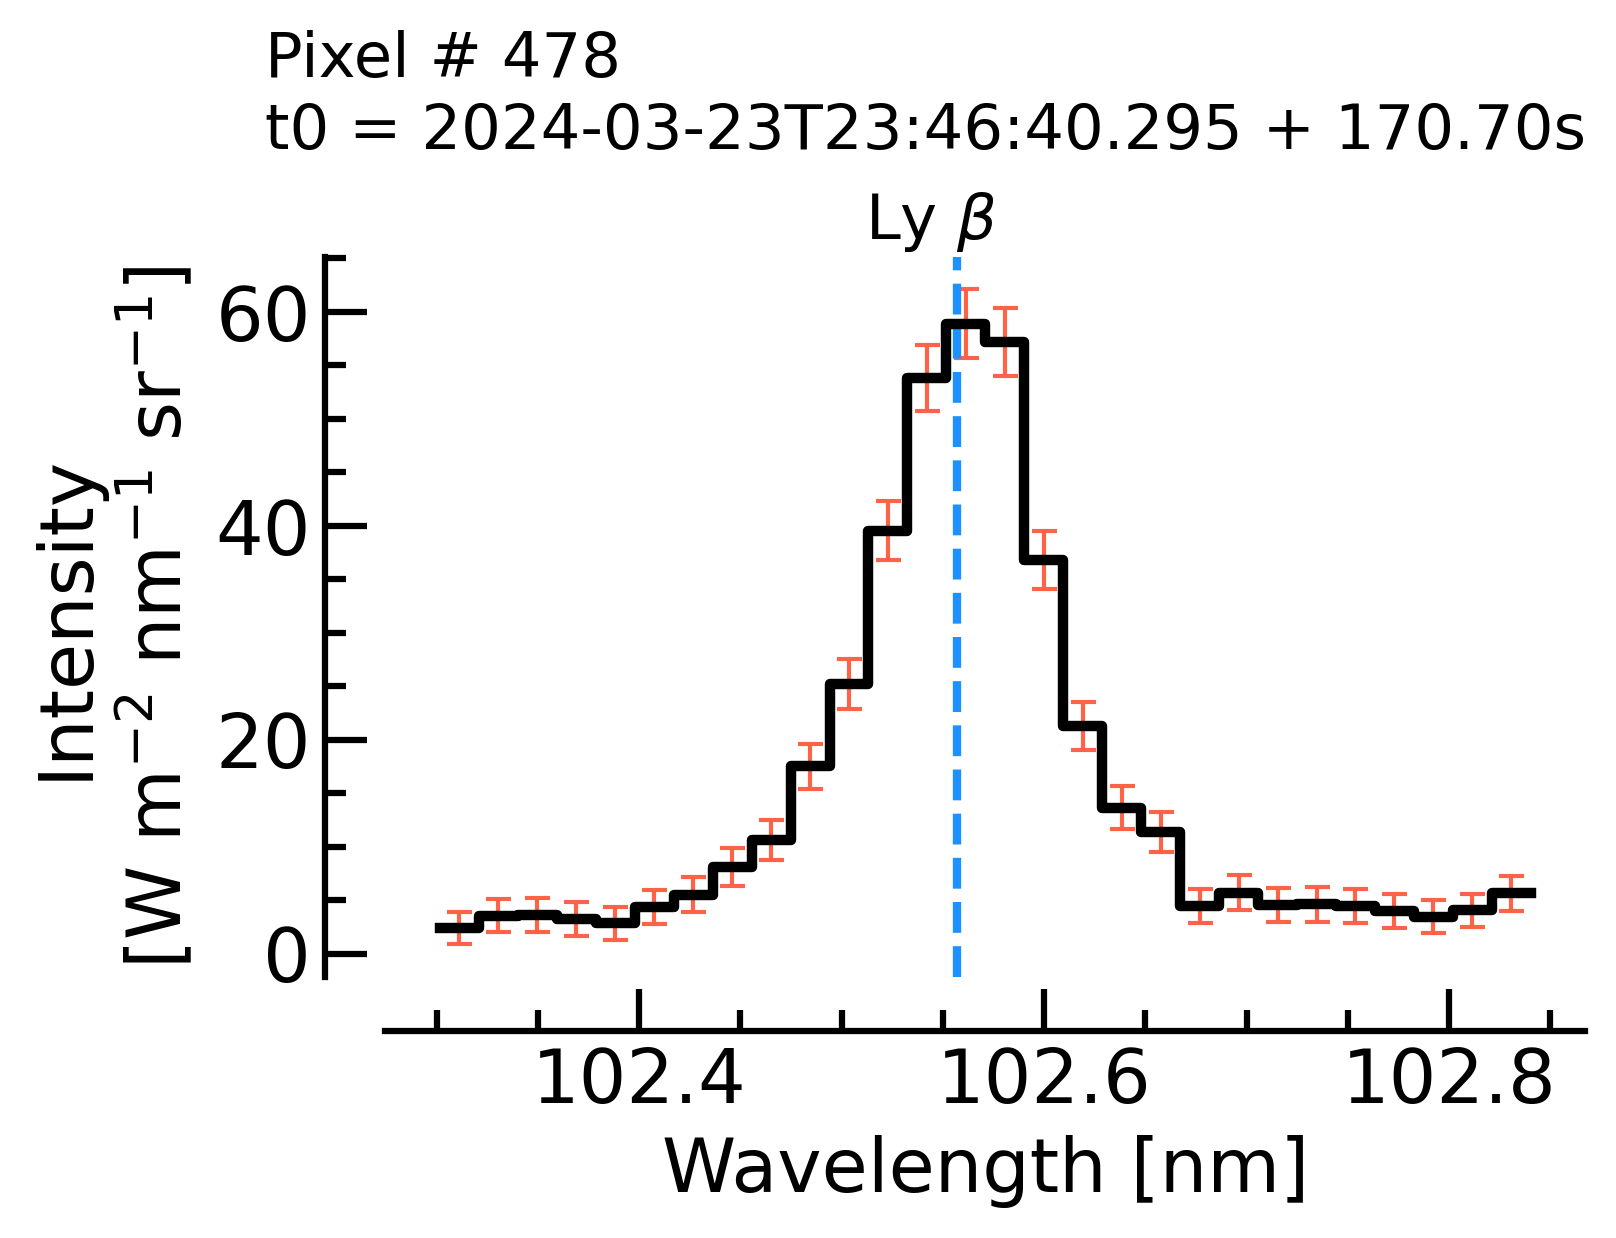 Pixel # 478
t0 = 2024-03-23T23:46:40.295 + 170.70s
Ly β
Intensity
[W m⁻² nm⁻¹ sr⁻¹]
60
40
20
0
102.4 102.6 102.8
Wavelength [nm]